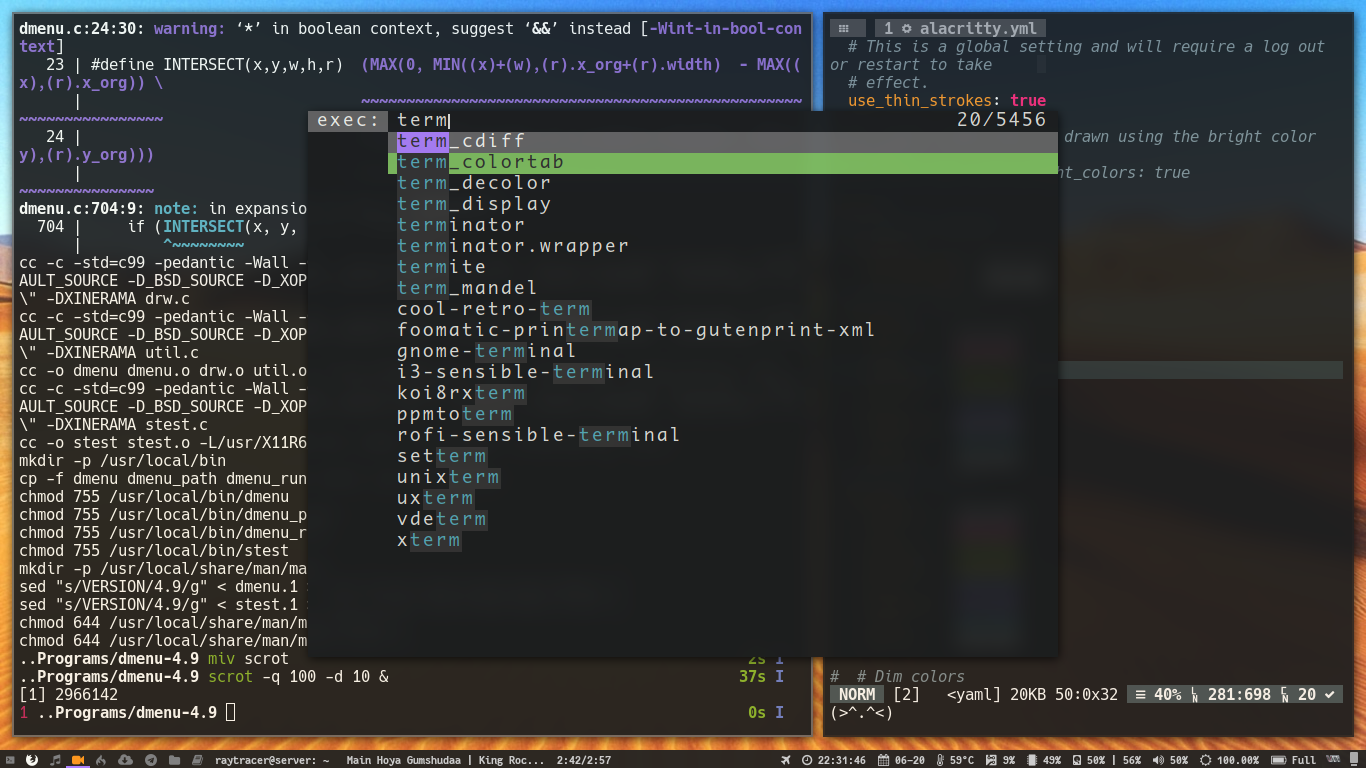 dmenu.c:24:30: warning: ‘*’ in boolean context, suggest ‘&&’ instead [-Wint-in-bool-con
text]
23 | #define INTERSECT(x,y,w,h,r)  (MAX(0, MIN((x)+(w),(r).x_org+(r).width)  - MAX((
x),(r).x_org)) \
|                               ~~~~~~~~~~~~~~~~~~~~~~~~~~~~~~~~~~~~~~~~~~~~~~~~~
~~~~~~~~~~~~~~~~
24 |
y),(r).y_org)))
|
~~~~~~~~~~~~~~~
dmenu.c:704:9: note: in expansio
704 |     if (INTERSECT(x, y,
|         ^~~~~~~~~
cc -c -std=c99 -pedantic -Wall -
AULT_SOURCE -D_BSD_SOURCE -D_XOP
\" -DXINERAMA drw.c
cc -c -std=c99 -pedantic -Wall -
AULT_SOURCE -D_BSD_SOURCE -D_XOP
\" -DXINERAMA util.c
cc -o dmenu dmenu.o drw.o util.o
cc -c -std=c99 -pedantic -Wall -
AULT_SOURCE -D_BSD_SOURCE -D_XOP
\" -DXINERAMA stest.c
cc -o stest stest.o -L/usr/X11R6
mkdir -p /usr/local/bin
cp -f dmenu dmenu_path dmenu_run
chmod 755 /usr/local/bin/dmenu
chmod 755 /usr/local/bin/dmenu_p
chmod 755 /usr/local/bin/dmenu_r
chmod 755 /usr/local/bin/stest
mkdir -p /usr/local/share/man/ma
sed "s/VERSION/4.9/g" < dmenu.1
sed "s/VERSION/4.9/g" < stest.1
chmod 644 /usr/local/share/man/m
chmod 644 /usr/local/share/man/m
..Programs/dmenu-4.9 miv scrot 2s I
..Programs/dmenu-4.9 scrot -q 100 -d 10 & 37s I
[1] 2966142
1 ..Programs/dmenu-4.9 0s I
exec: term 20/5456
term_cdiff
term_colortab
term_decolor
term_display
terminator
terminator.wrapper
termite
term_mandel
cool-retro-term
foomatic-printermap-to-gutenprint-xml
gnome-terminal
i3-sensible-terminal
koi8rxterm
ppmtoterm
rofi-sensible-terminal
setterm
unixterm
uxterm
vdeterm
xterm
1 alacritty.yml
# This is a global setting and will require a log out
or restart to take
# effect.
use_thin_strokes: true
drawn using the bright color
ht_colors: true
#  # Dim colors
NORM [2] <yaml] 20KB 50:0x32 ≡ 40% LN 281:698 CN 20 ✔
(>^.^<)
raytracer@server: ~ Main Hoya Gumshudaa | King Roc... 2:42/2:57 22:31:46 06-20 59°C 9% 49% 50% | 56% 50% 100.00% Full